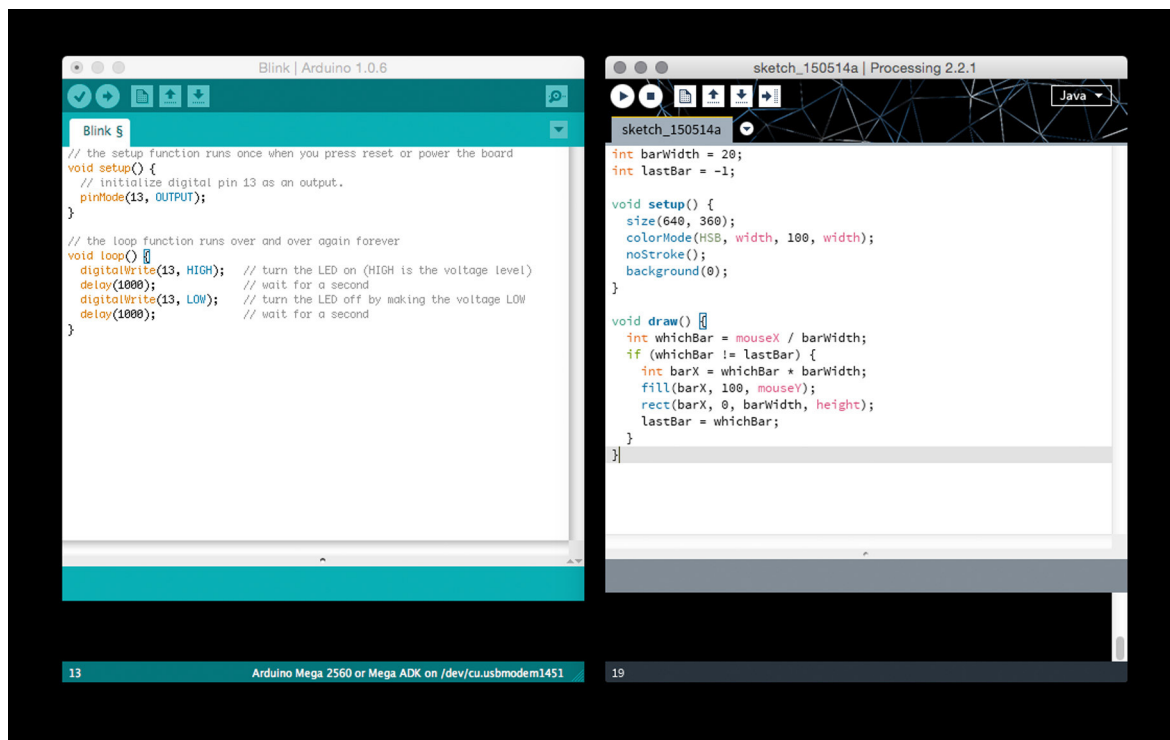 Blink | Arduino 1.0.6
Blink §
// the setup function runs once when you press reset or power the board
void setup() {
  // initialize digital pin 13 as an output.
  pinMode(13, OUTPUT);
}
// the loop function runs over and over again forever
void loop() {
  digitalWrite(13, HIGH);   // turn the LED on (HIGH is the voltage level)
  delay(1000);              // wait for a second
  digitalWrite(13, LOW);    // turn the LED off by making the voltage LOW
  delay(1000);              // wait for a second
}
13
Arduino Mega 2560 or Mega ADK on /dev/cu.usbmodem1451
sketch_150514a | Processing 2.2.1
Java
sketch_150514a
int barWidth = 20;
int lastBar = -1;
void setup() {
  size(640, 360);
  colorMode(HSB, width, 100, width);
  noStroke();
  background(0);
}
void draw() {
  int whichBar = mouseX / barWidth;
  if (whichBar != lastBar) {
    int barX = whichBar * barWidth;
    fill(barX, 100, mouseY);
    rect(barX, 0, barWidth, height);
    lastBar = whichBar;
  }
}
19